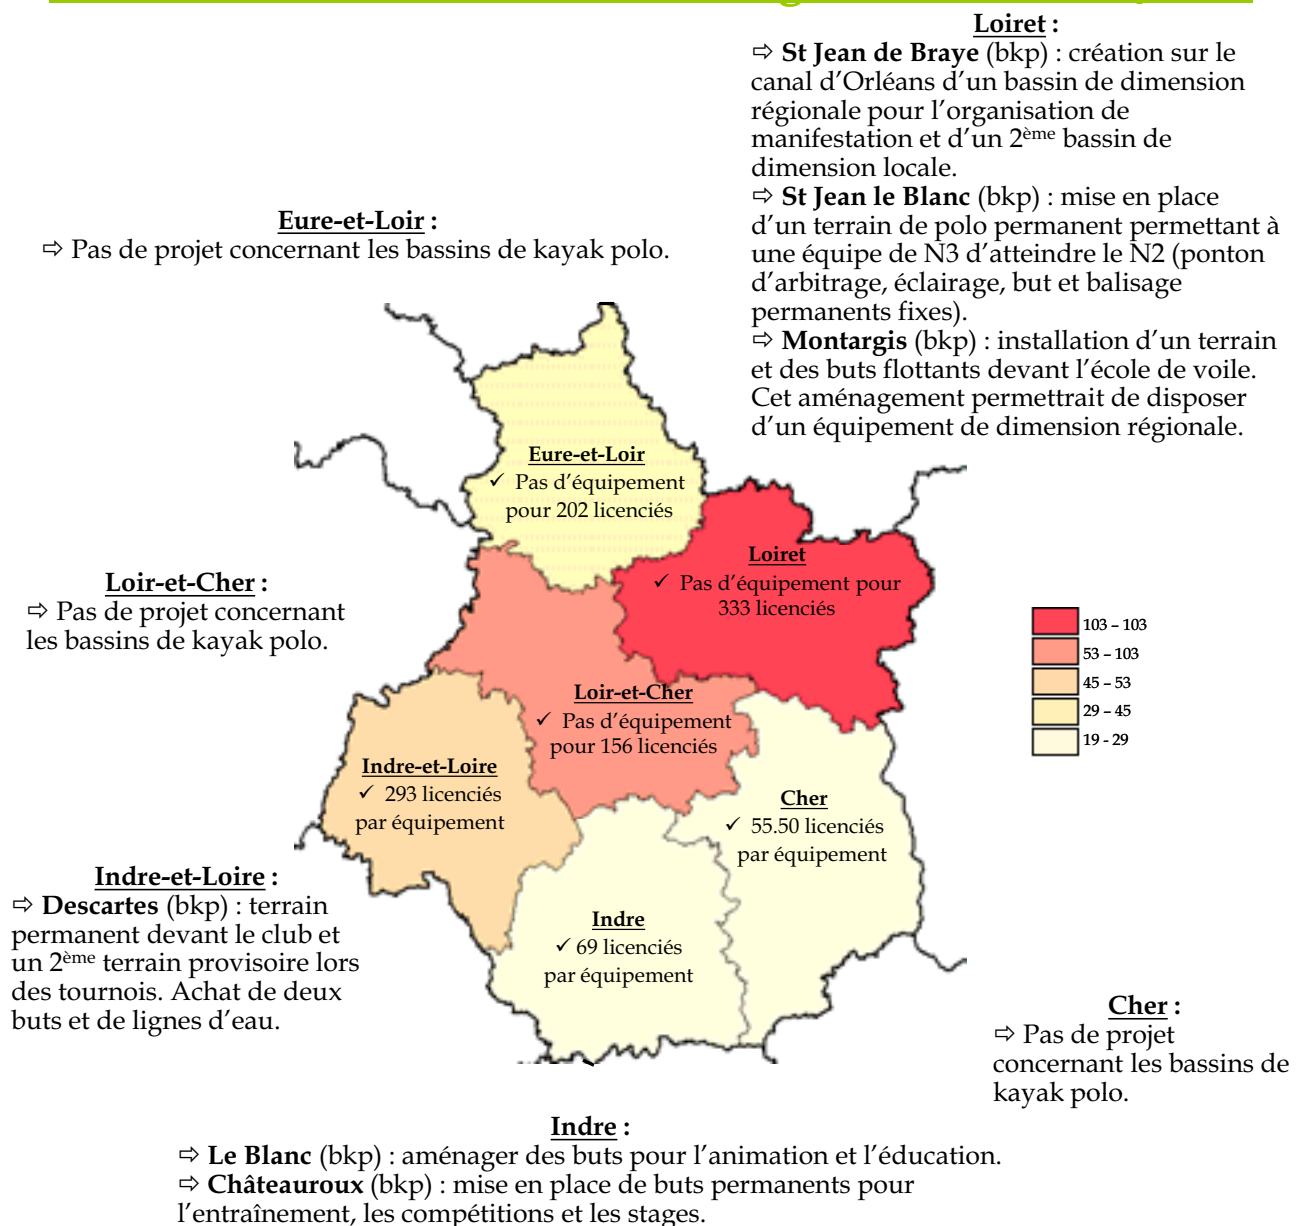 Loiret :
⇨ St Jean de Braye (bkp) : création sur le
canal d’Orléans d’un bassin de dimension
régionale pour l’organisation de
manifestation et d’un 2ème bassin de
dimension locale.
⇨ St Jean le Blanc (bkp) : mise en place
d’un terrain de polo permanent permettant à
une équipe de N3 d’atteindre le N2 (ponton
d’arbitrage, éclairage, but et balisage
permanents fixes).
⇨ Montargis (bkp) : installation d’un terrain
et des buts flottants devant l’école de voile.
Cet aménagement permettrait de disposer
d’un équipement de dimension régionale.
Eure-et-Loir :
⇨ Pas de projet concernant les bassins de kayak polo.
Eure-et-Loir
✓ Pas d’équipement
pour 202 licenciés
Loiret
✓ Pas d’équipement pour
333 licenciés
Loir-et-Cher :
⇨ Pas de projet concernant
les bassins de kayak polo.
103 – 103
53 – 103
45 – 53
29 – 45
19 - 29
Loir-et-Cher
✓ Pas d’équipement
pour 156 licenciés
Indre-et-Loire
✓ 293 licenciés
par équipement
Cher
✓ 55.50 licenciés
par équipement
Indre
✓ 69 licenciés
par équipement
Indre-et-Loire :
⇨ Descartes (bkp) : terrain
permanent devant le club et
un 2ème terrain provisoire lors
des tournois. Achat de deux
buts et de lignes d’eau.
Cher :
⇨ Pas de projet
concernant les bassins de
kayak polo.
Indre :
⇨ Le Blanc (bkp) : aménager des buts pour l’animation et l’éducation.
⇨ Châteauroux (bkp) : mise en place de buts permanents pour
l’entraînement, les compétitions et les stages.